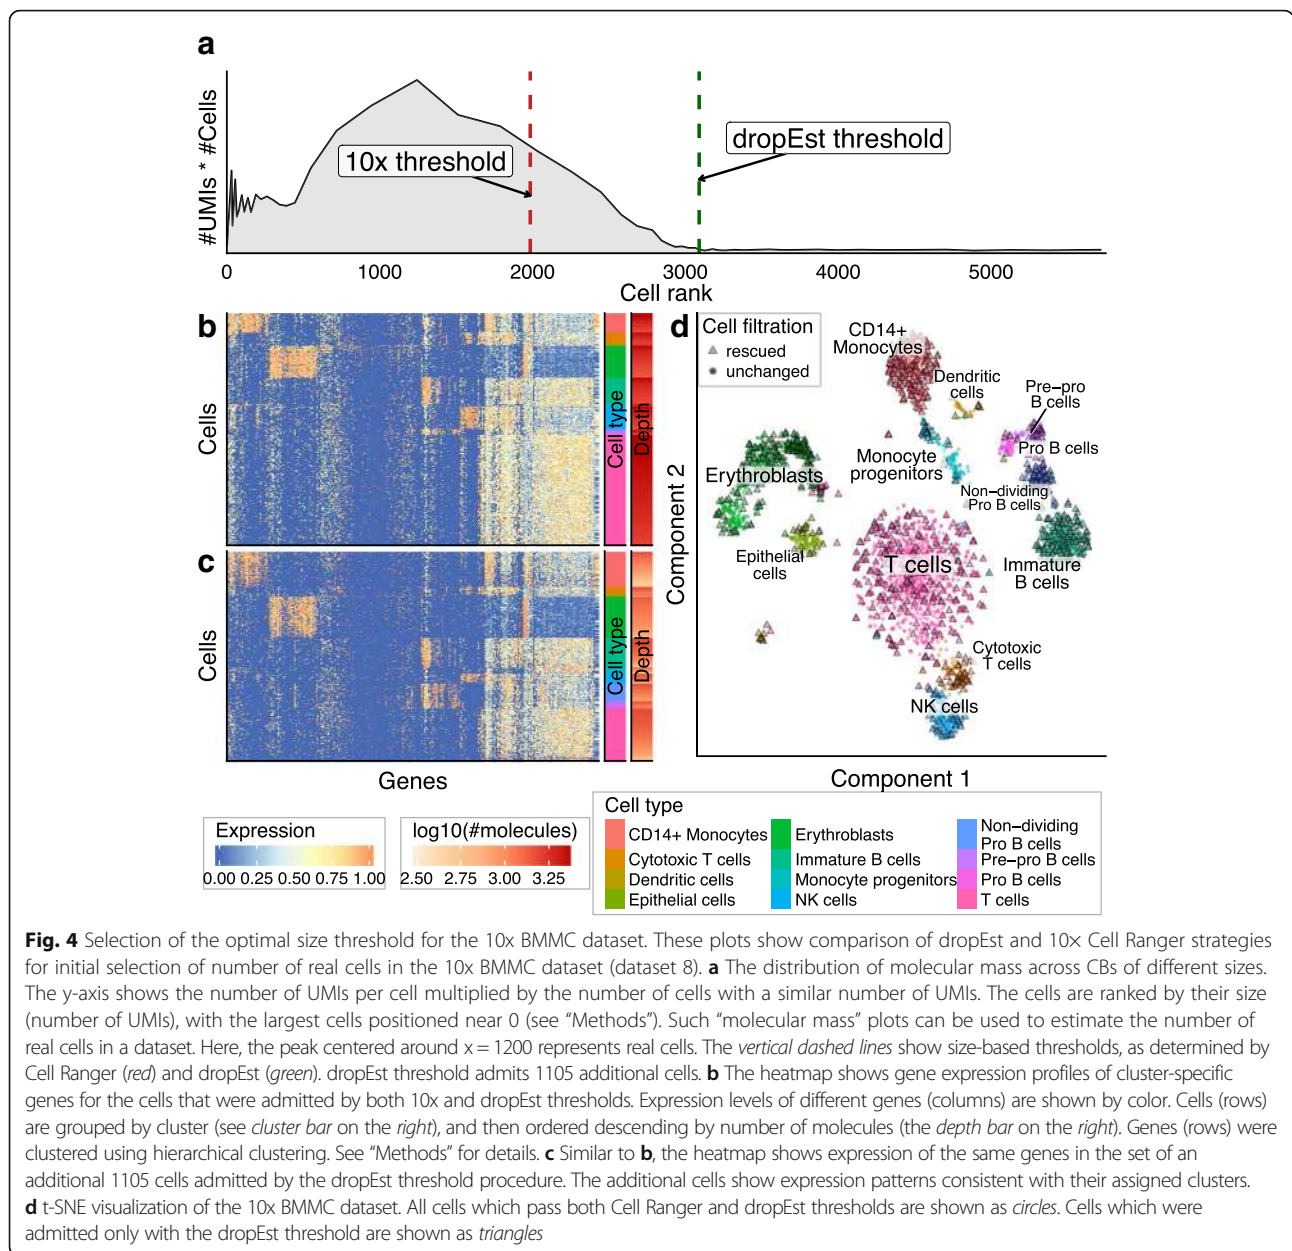 a
#UMIs * #Cells
10x threshold
dropEst threshold
0 1000 2000 3000 4000 5000
Cell rank
b
Cells
Cell type
Depth
c
Cells
Cell type
Depth
Genes
d
Cell filtration
rescued
unchanged
Component 2
CD14+
Monocytes
Dendritic
cells
Pre−pro
B cells
Pro B cells
Monocyte
progenitors
Non−dividing
Pro B cells
Erythroblasts
Epithelial
cells
T cells
Immature
B cells
Cytotoxic
T cells
NK cells
Component 1
Expression
0.00 0.25 0.50 0.75 1.00
log10(#molecules)
2.50 2.75 3.00 3.25
Cell type
CD14+ Monocytes
Cytotoxic T cells
Dendritic cells
Epithelial cells
Erythroblasts
Immature B cells
Monocyte progenitors
NK cells
Non−dividing
Pro B cells
Pre−pro B cells
Pro B cells
T cells
Fig. 4 Selection of the optimal size threshold for the 10x BMMC dataset. These plots show comparison of dropEst and 10× Cell Ranger strategies
for initial selection of number of real cells in the 10x BMMC dataset (dataset 8). a The distribution of molecular mass across CBs of different sizes.
The y-axis shows the number of UMIs per cell multiplied by the number of cells with a similar number of UMIs. The cells are ranked by their size
(number of UMIs), with the largest cells positioned near 0 (see “Methods”). Such “molecular mass” plots can be used to estimate the number of
real cells in a dataset. Here, the peak centered around x = 1200 represents real cells. The vertical dashed lines show size-based thresholds, as determined by
Cell Ranger (red) and dropEst (green). dropEst threshold admits 1105 additional cells. b The heatmap shows gene expression profiles of cluster-specific
genes for the cells that were admitted by both 10x and dropEst thresholds. Expression levels of different genes (columns) are shown by color. Cells (rows)
are grouped by cluster (see cluster bar on the right), and then ordered descending by number of molecules (the depth bar on the right). Genes (rows) were
clustered using hierarchical clustering. See “Methods” for details. c Similar to b, the heatmap shows expression of the same genes in the set of an
additional 1105 cells admitted by the dropEst threshold procedure. The additional cells show expression patterns consistent with their assigned clusters.
d t-SNE visualization of the 10x BMMC dataset. All cells which pass both Cell Ranger and dropEst thresholds are shown as circles. Cells which were
admitted only with the dropEst threshold are shown as triangles